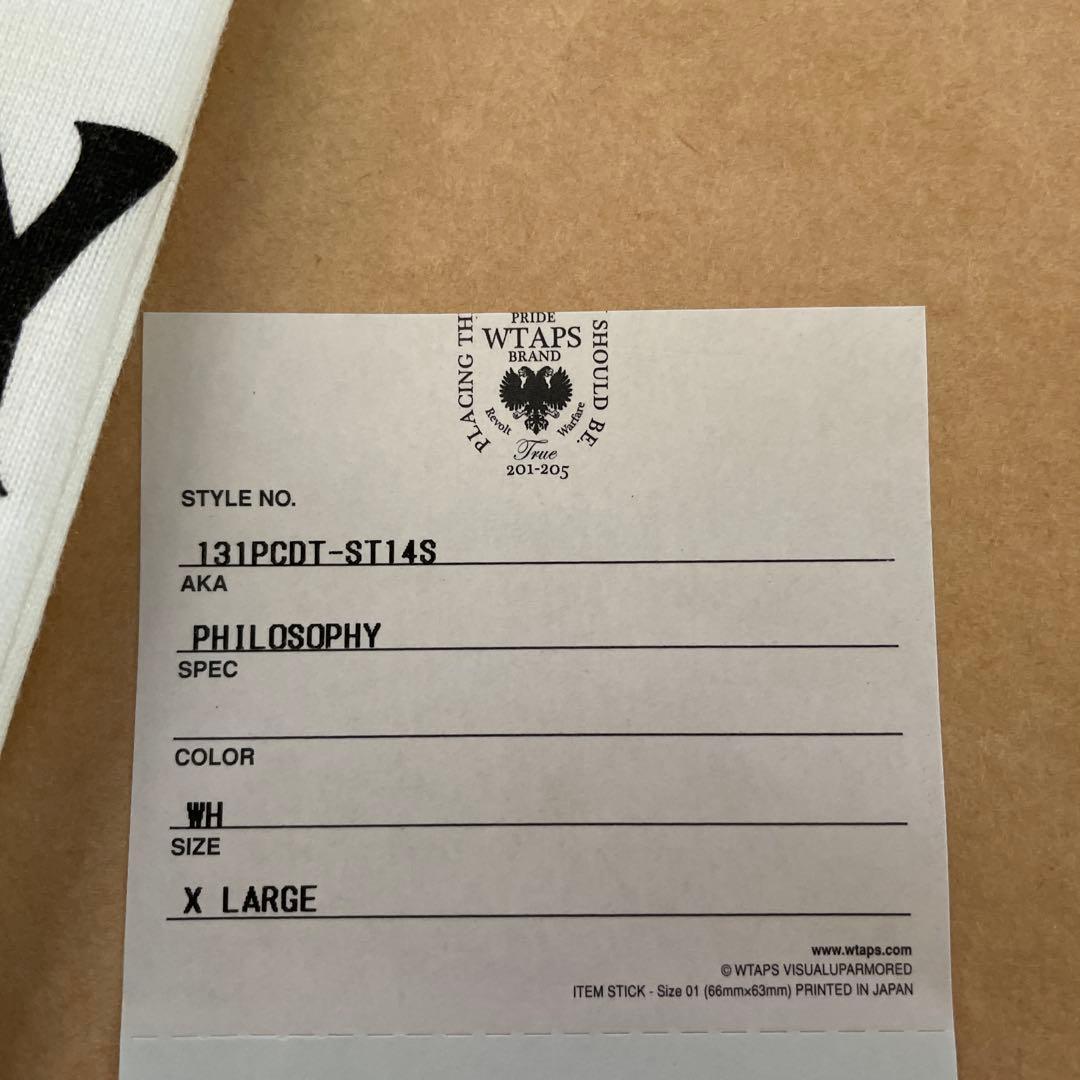 Y
PRIDE
WTAPS
BRAND
PLACING TH
SHOULD BE.
Revolt Warfare
True
201-205
STYLE NO.
131PCDT-ST14S
AKA
PHILOSOPHY
SPEC
COLOR
WH
SIZE
X LARGE
www.wtaps.com
© WTAPS VISUALUPARMORED
ITEM STICK - Size 01 (66mm×63mm) PRINTED IN JAPAN